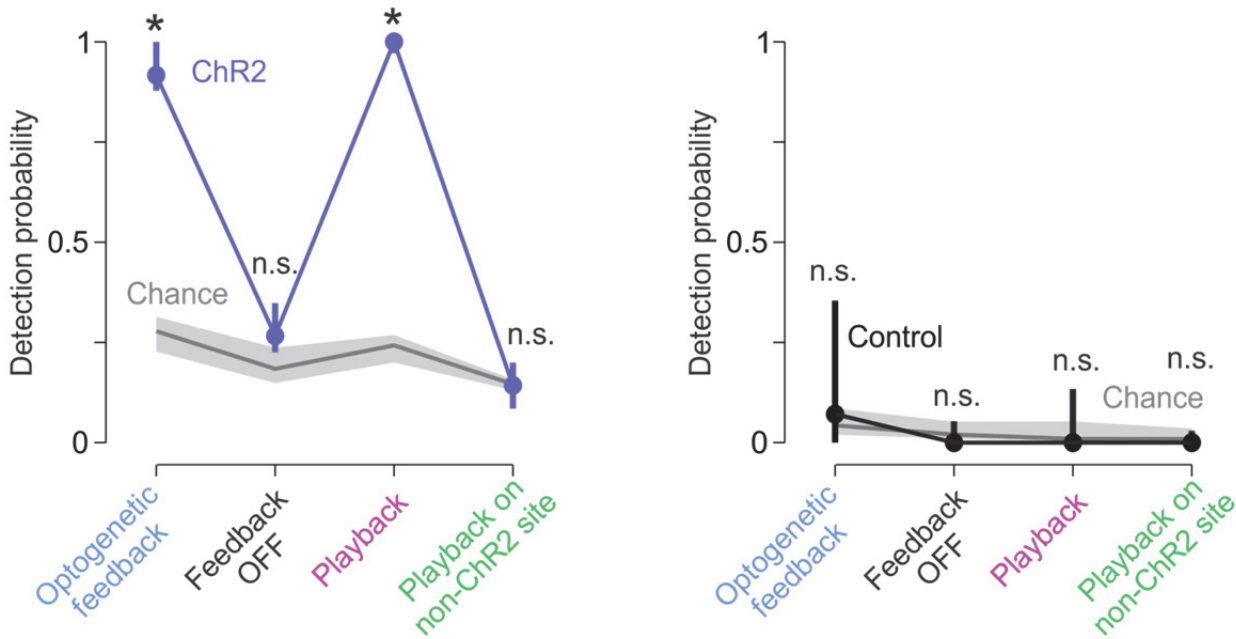 *
*
1
ChR2
Detection probability
0.5
n.s.
Chance
n.s.
0
Optogenetic
feedback
Feedback
OFF
Playback
Playback on
non-ChR2 site
1
Detection probability
0.5
n.s.
Control
n.s.
n.s.
n.s.
Chance
0
Optogenetic
feedback
Feedback
OFF
Playback
Playback on
non-ChR2 site